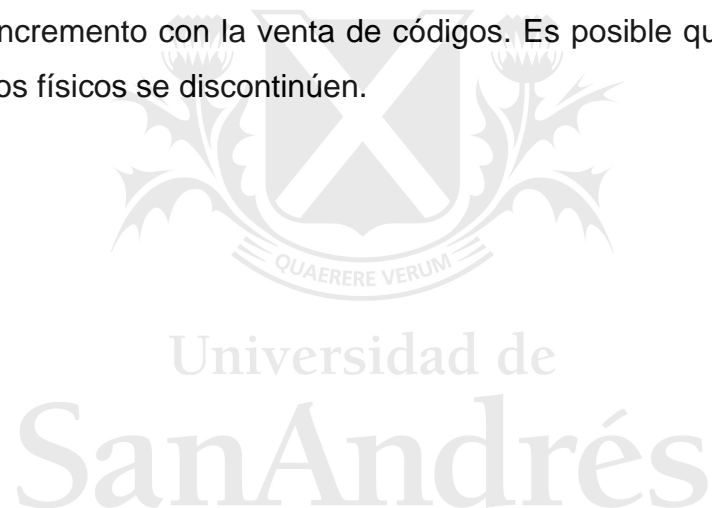 ncremento con la venta de códigos. Es posible qu
os físicos se discontinúen.
QUAERERE VERUM
Universidad de
SanAndrés